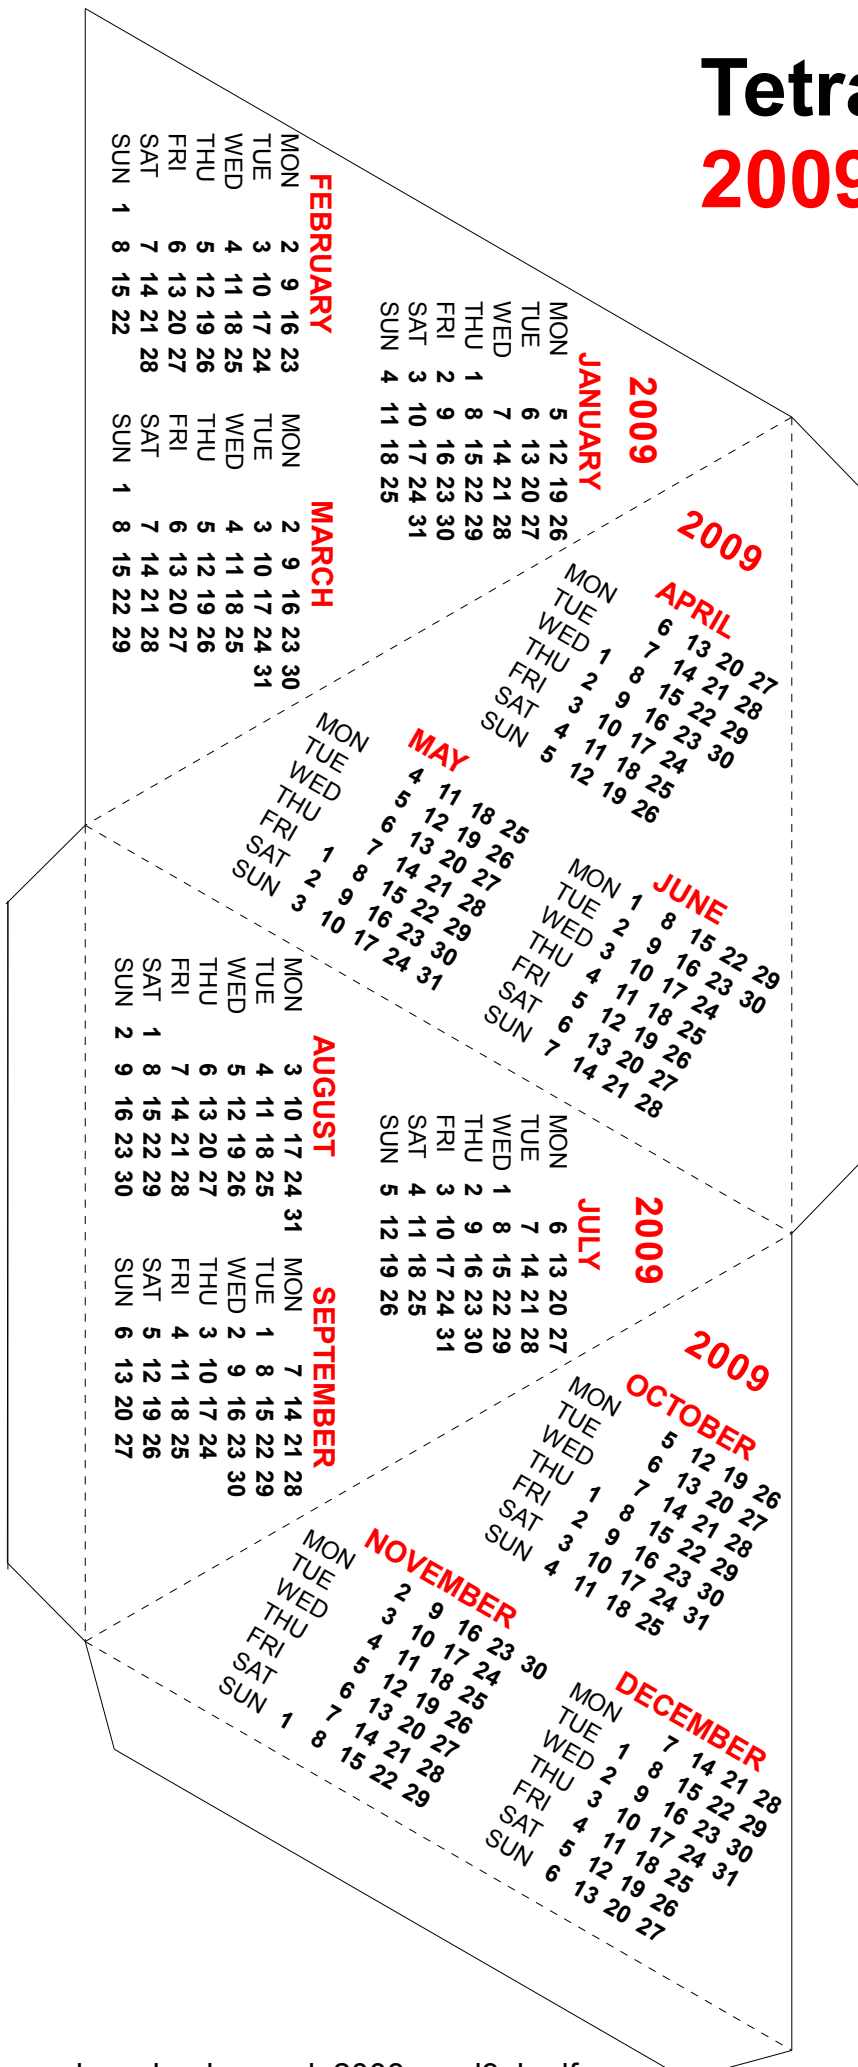 Tetra
2009
2009
JANUARY
MON 5 12 19 26
TUE 6 13 20 27
WED 7 14 21 28
THU 1 8 15 22 29
FRI 2 9 16 23 30
SAT 3 10 17 24 31
SUN 4 11 18 25
FEBRUARY
MON 2 9 16 23
TUE 3 10 17 24
WED 4 11 18 25
THU 5 12 19 26
FRI 6 13 20 27
SAT 7 14 21 28
SUN 1 8 15 22
MARCH
MON 2 9 16 23 30
TUE 3 10 17 24 31
WED 4 11 18 25
THU 5 12 19 26
FRI 6 13 20 27
SAT 7 14 21 28
SUN 1 8 15 22 29
2009
APRIL
MON 6 13 20 27
TUE 7 14 21 28
WED 1 8 15 22 29
THU 2 9 16 23 30
FRI 3 10 17 24
SAT 4 11 18 25
SUN 5 12 19 26
MAY
MON 4 11 18 25
TUE 5 12 19 26
WED 6 13 20 27
THU 7 14 21 28
FRI 1 8 15 22 29
SAT 2 9 16 23 30
SUN 3 10 17 24 31
JUNE
MON 1 8 15 22 29
TUE 2 9 16 23 30
WED 3 10 17 24
THU 4 11 18 25
FRI 5 12 19 26
SAT 6 13 20 27
SUN 7 14 21 28
2009
JULY
MON 6 13 20 27
TUE 7 14 21 28
WED 1 8 15 22 29
THU 2 9 16 23 30
FRI 3 10 17 24 31
SAT 4 11 18 25
SUN 5 12 19 26
AUGUST
MON 3 10 17 24 31
TUE 4 11 18 25
WED 5 12 19 26
THU 6 13 20 27
FRI 7 14 21 28
SAT 1 8 15 22 29
SUN 2 9 16 23 30
SEPTEMBER
MON 7 14 21 28
TUE 1 8 15 22 29
WED 2 9 16 23 30
THU 3 10 17 24
FRI 4 11 18 25
SAT 5 12 19 26
SUN 6 13 20 27
2009
OCTOBER
MON 5 12 19 26
TUE 6 13 20 27
WED 7 14 21 28
THU 1 8 15 22 29
FRI 2 9 16 23 30
SAT 3 10 17 24 31
SUN 4 11 18 25
NOVEMBER
MON 2 9 16 23 30
TUE 3 10 17 24
WED 4 11 18 25
THU 5 12 19 26
FRI 6 13 20 27
SAT 7 14 21 28
SUN 1 8 15 22 29
DECEMBER
MON 7 14 21 28
TUE 1 8 15 22 29
WED 2 9 16 23 30
THU 3 10 17 24 31
FRI 4 11 18 25
SAT 5 12 19 26
SUN 6 13 20 27